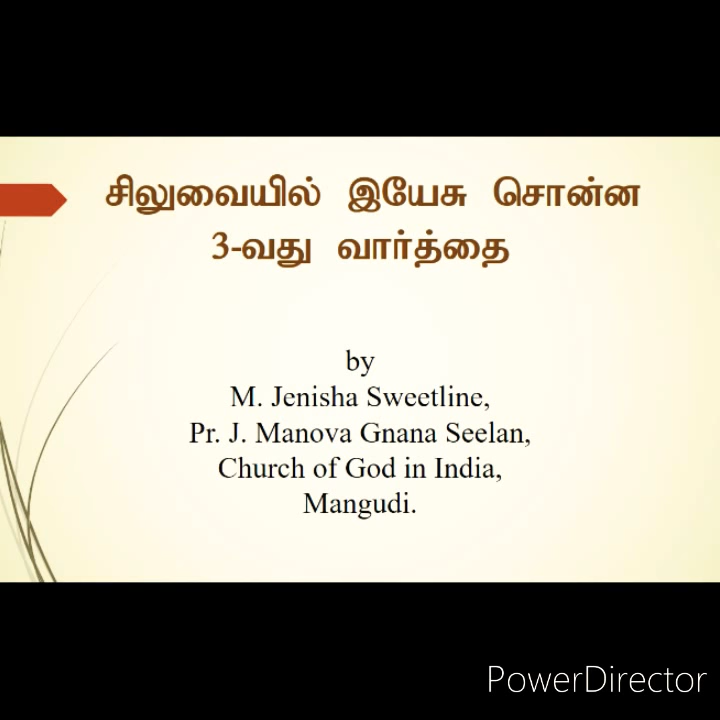 சிலுவையில் இயேசு சொன்ன
3-வது வார்த்தை
by
M. Jenisha Sweetline,
Pr. J. Manova Gnana Seelan,
Church of God in India,
Mangudi.
PowerDirector